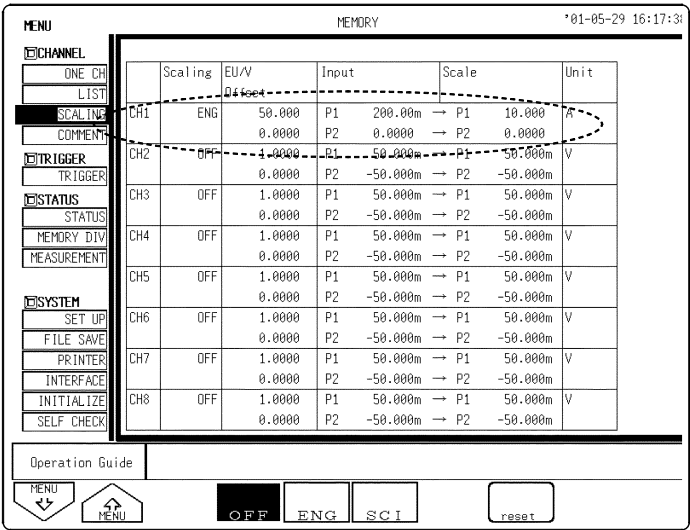 MENU MEMORY '01-05-29 16:17:38
CHANNEL
ONE CH
LIST
SCALING
COMMENT
TRIGGER
TRIGGER
STATUS
STATUS
MEMORY DIV
MEASUREMENT
SYSTEM
SET UP
FILE SAVE
PRINTER
INTERFACE
INITIALIZE
SELF CHECK
Scaling EU/V Input Scale Unit
Offset
CH1 ENG 50.000 P1 200.00m → P1 10.000 A
0.0000 P2 0.0000 → P2 0.0000
CH2 OFF 1.0000 P1 50.000m → P1 50.000m V
0.0000 P2 -50.000m → P2 -50.000m
CH3 OFF 1.0000 P1 50.000m → P1 50.000m V
0.0000 P2 -50.000m → P2 -50.000m
CH4 OFF 1.0000 P1 50.000m → P1 50.000m V
0.0000 P2 -50.000m → P2 -50.000m
CH5 OFF 1.0000 P1 50.000m → P1 50.000m V
0.0000 P2 -50.000m → P2 -50.000m
CH6 OFF 1.0000 P1 50.000m → P1 50.000m V
0.0000 P2 -50.000m → P2 -50.000m
CH7 OFF 1.0000 P1 50.000m → P1 50.000m V
0.0000 P2 -50.000m → P2 -50.000m
CH8 OFF 1.0000 P1 50.000m → P1 50.000m V
0.0000 P2 -50.000m → P2 -50.000m
Operation Guide
MENU MENU OFF ENG SCI reset